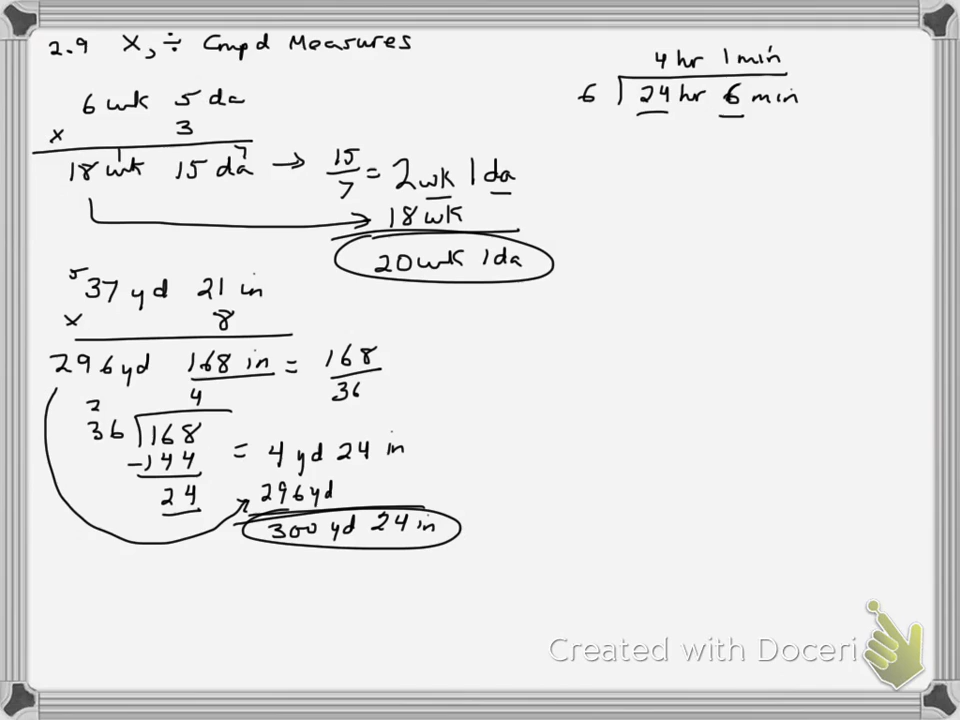 2.9 X, ÷ Cmpd Measures
6 wk 5 da
x 3
18 wk 15 da → 15/7 = 2 wk 1 da
18 wk
20 wk 1 da
5
37 yd 21 in
x 8
296 yd 168 in = 168/36
4
2
36 ) 168 = 4 yd 24 in
-144
24
296 yd
300 yd 24 in
4 hr 1 min
6 ) 24 hr 6 min
Created with Doceri